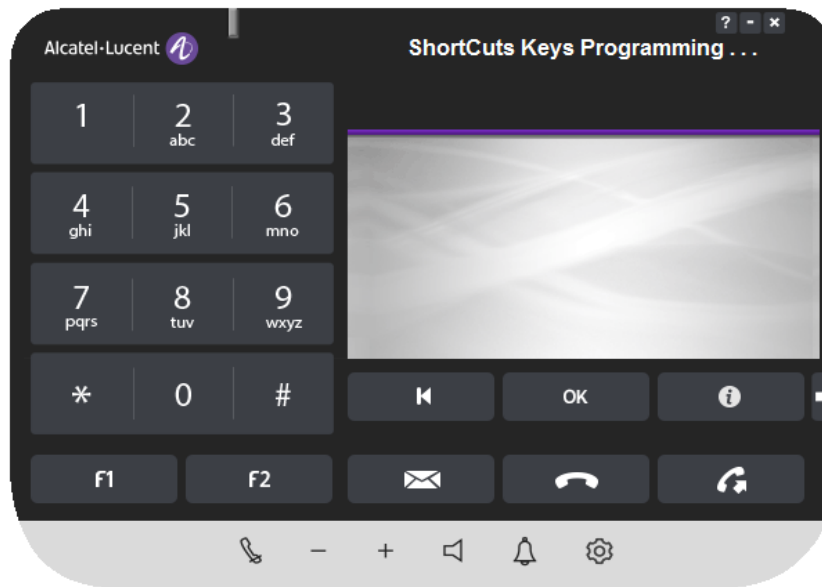 ? - ×
Alcatel·Lucent
ShortCuts Keys Programming . . .
1 2 3
abc def
4 5 6
ghi jkl mno
7 8 9
pqrs tuv wxyz
* 0 #
OK i
F1 F2
− +